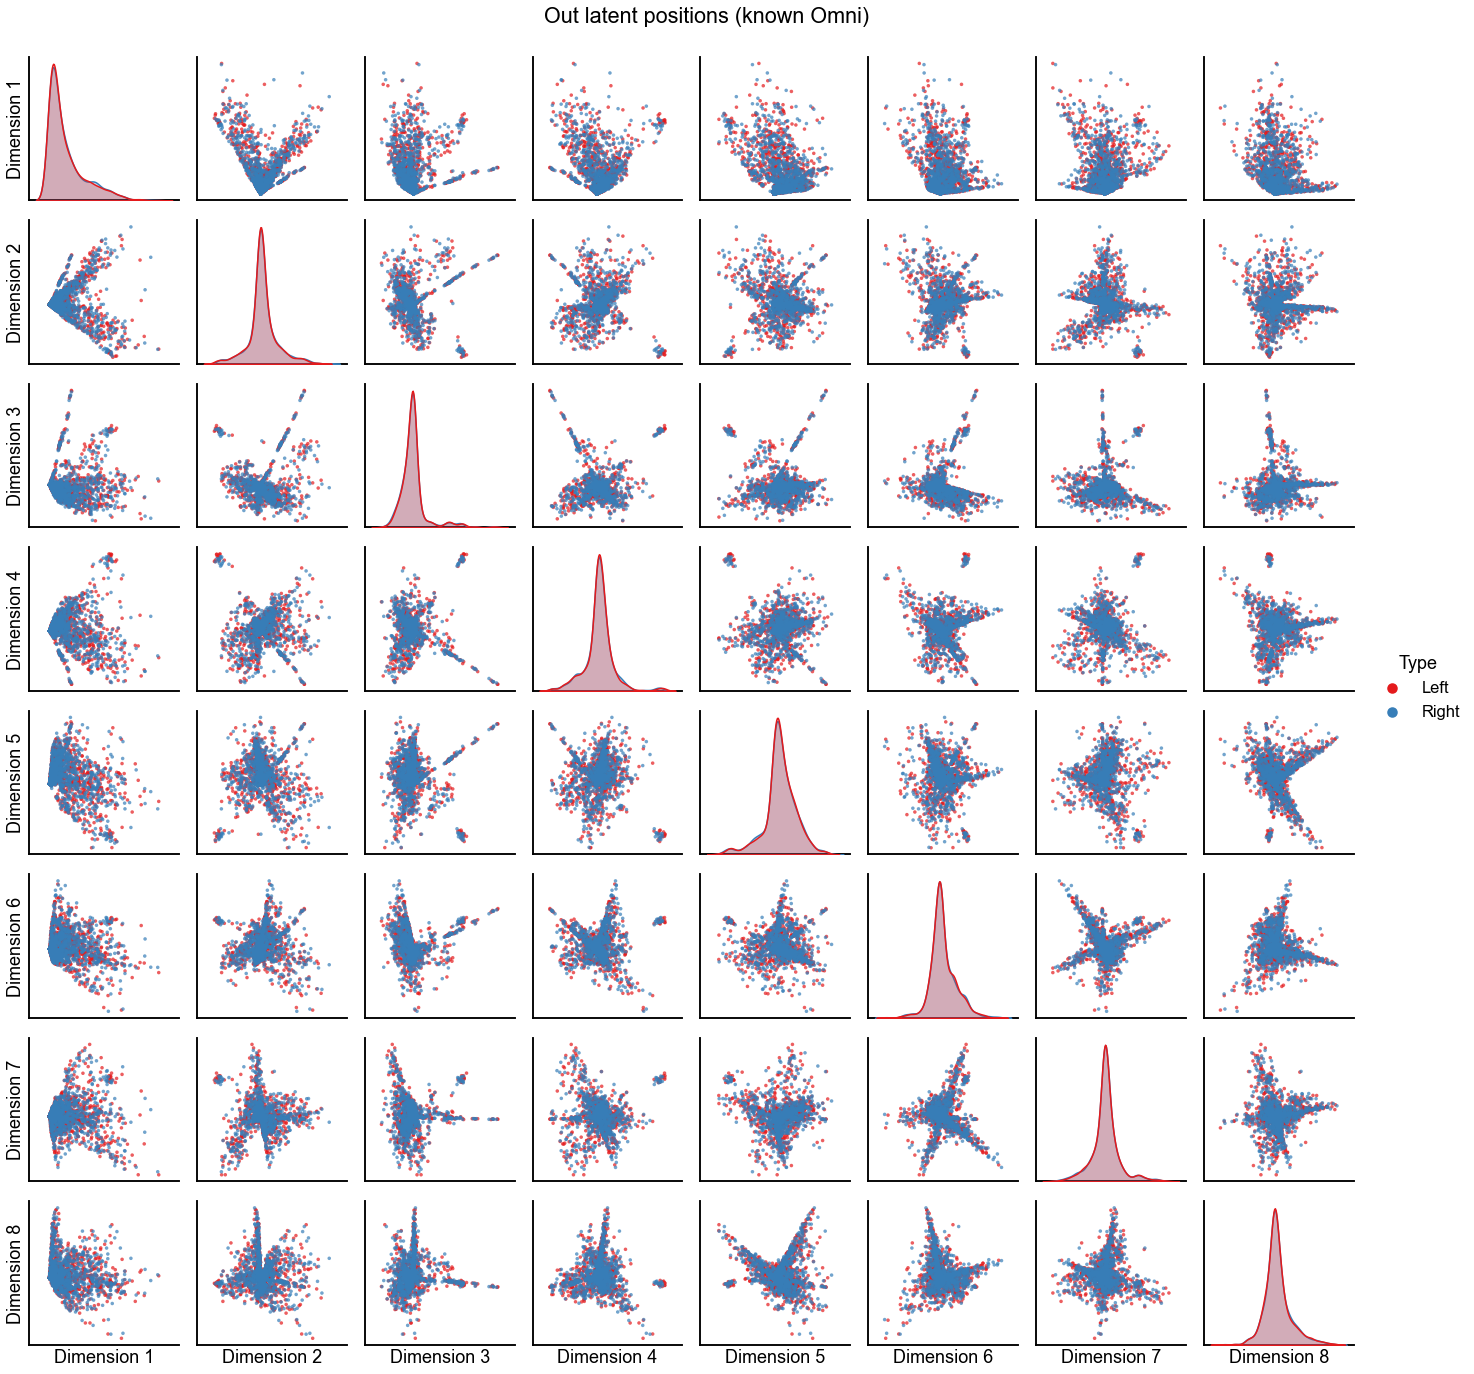 Out latent positions (known Omni)
Dimension 1
Dimension 2
Dimension 3
Dimension 4
Dimension 5
Dimension 6
Dimension 7
Dimension 8
Type
Left
Right
Dimension 1
Dimension 2
Dimension 3
Dimension 4
Dimension 5
Dimension 6
Dimension 7
Dimension 8